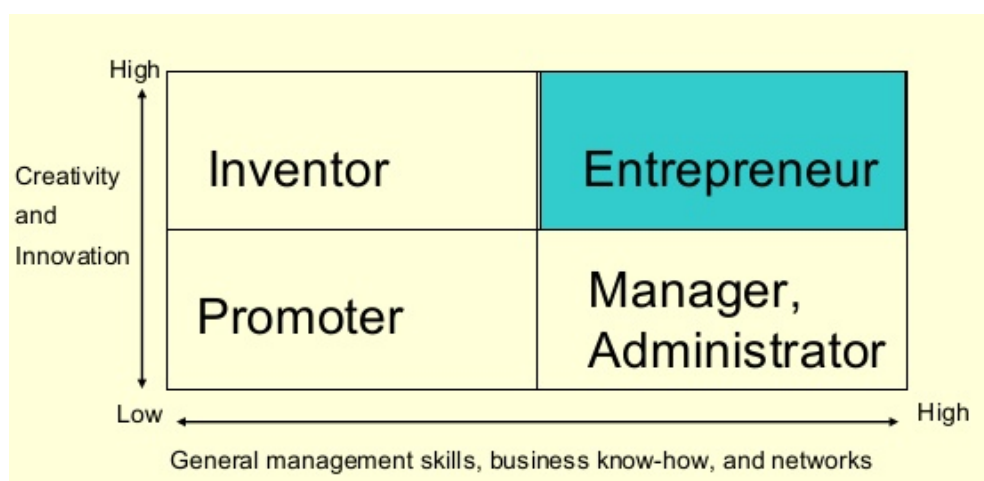 High
Creativity
and
Innovation
Inventor
Entrepreneur
Promoter
Manager,
Administrator
Low
High
General management skills, business know-how, and networks